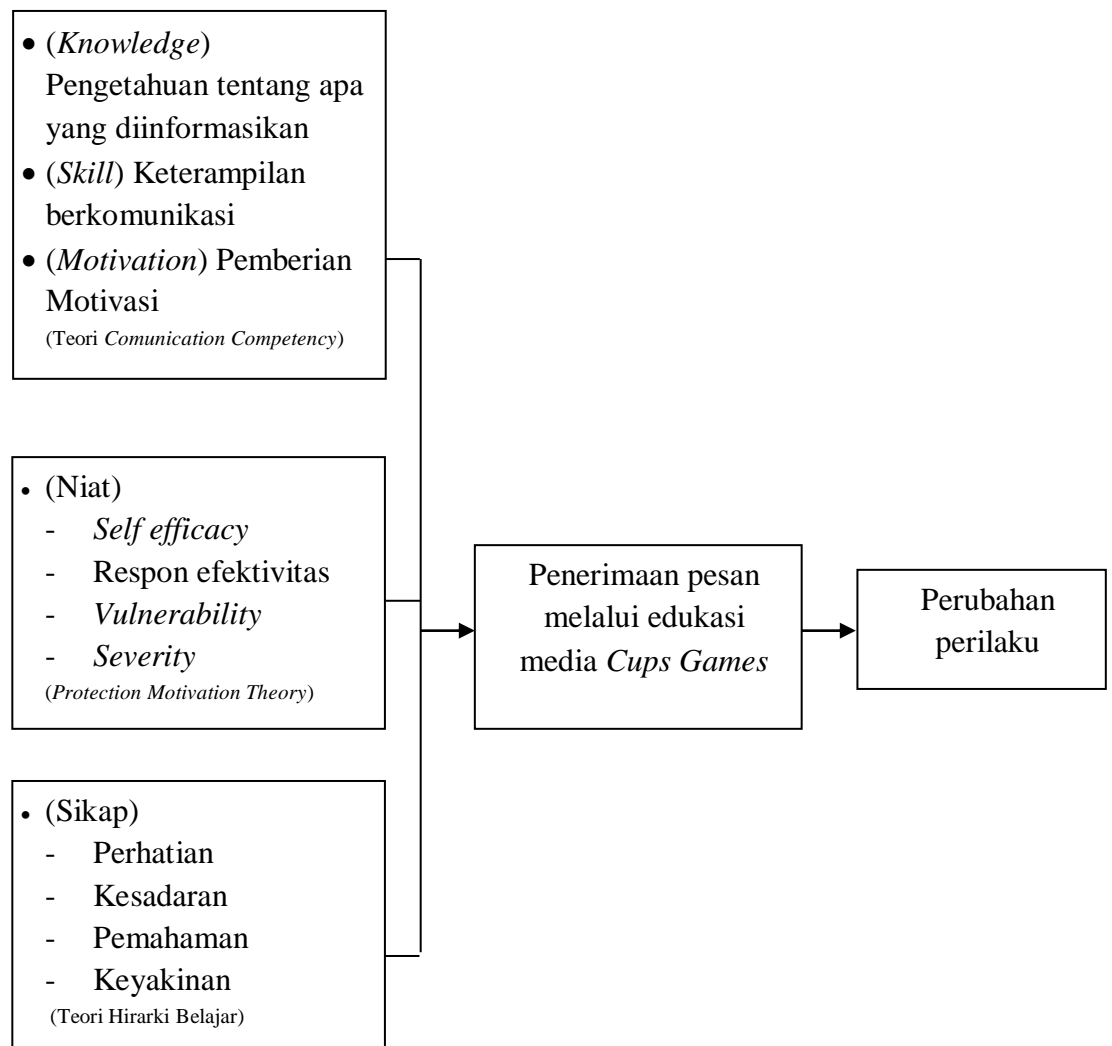 • (Knowledge)
Pengetahuan tentang apa
yang diinformasikan
• (Skill) Keterampilan
berkomunikasi
• (Motivation) Pemberian
Motivasi
(Teori Comunication Competency)
• (Niat)
- Self efficacy
- Respon efektivitas
- Vulnerability
- Severity
(Protection Motivation Theory)
• (Sikap)
- Perhatian
- Kesadaran
- Pemahaman
- Keyakinan
(Teori Hirarki Belajar)
Penerimaan pesan
melalui edukasi
media Cups Games
Perubahan
perilaku